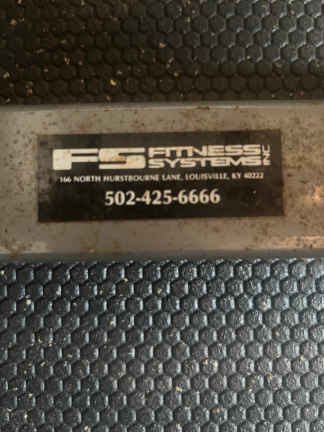 FS FITNESS
SYSTEMS INC
166 NORTH HURSTBOURNE LANE, LOUISVILLE, KY 40222
502-425-6666